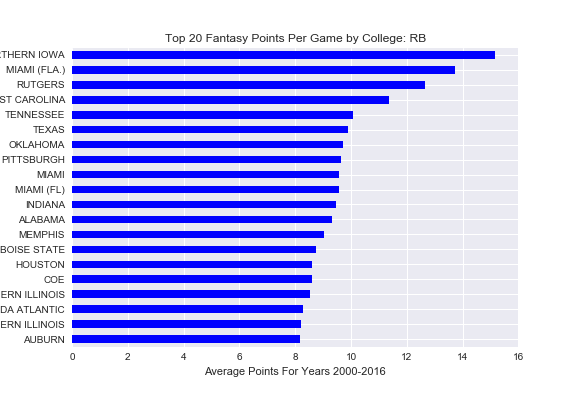 Top 20 Fantasy Points Per Game by College: RB
RTHERN IOWA
MIAMI (FLA.)
RUTGERS
ST CAROLINA
TENNESSEE
TEXAS
OKLAHOMA
PITTSBURGH
MIAMI
MIAMI (FL)
INDIANA
ALABAMA
MEMPHIS
BOISE STATE
HOUSTON
COE
ERN ILLINOIS
DA ATLANTIC
ERN ILLINOIS
AUBURN
0 2 4 6 8 10 12 14 16
Average Points For Years 2000-2016